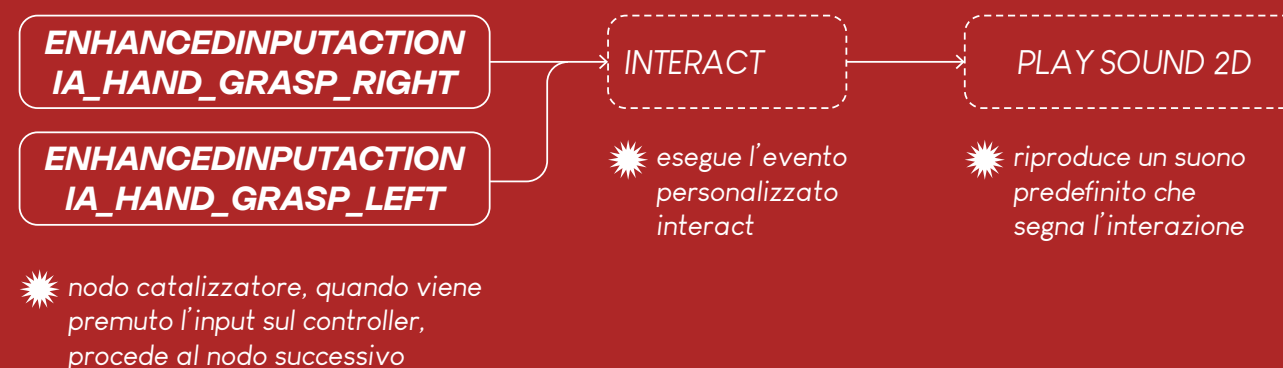 ENHANCEDINPUTACTION
IA_HAND_GRASP_RIGHT
ENHANCEDINPUTACTION
IA_HAND_GRASP_LEFT
nodo catalizzatore, quando viene
premuto l'input sul controller,
procede al nodo successivo
INTERACT
esegue l'evento
personalizzato
interact
PLAY SOUND 2D
riproduce un suono
predefinito che
segna l'interazione